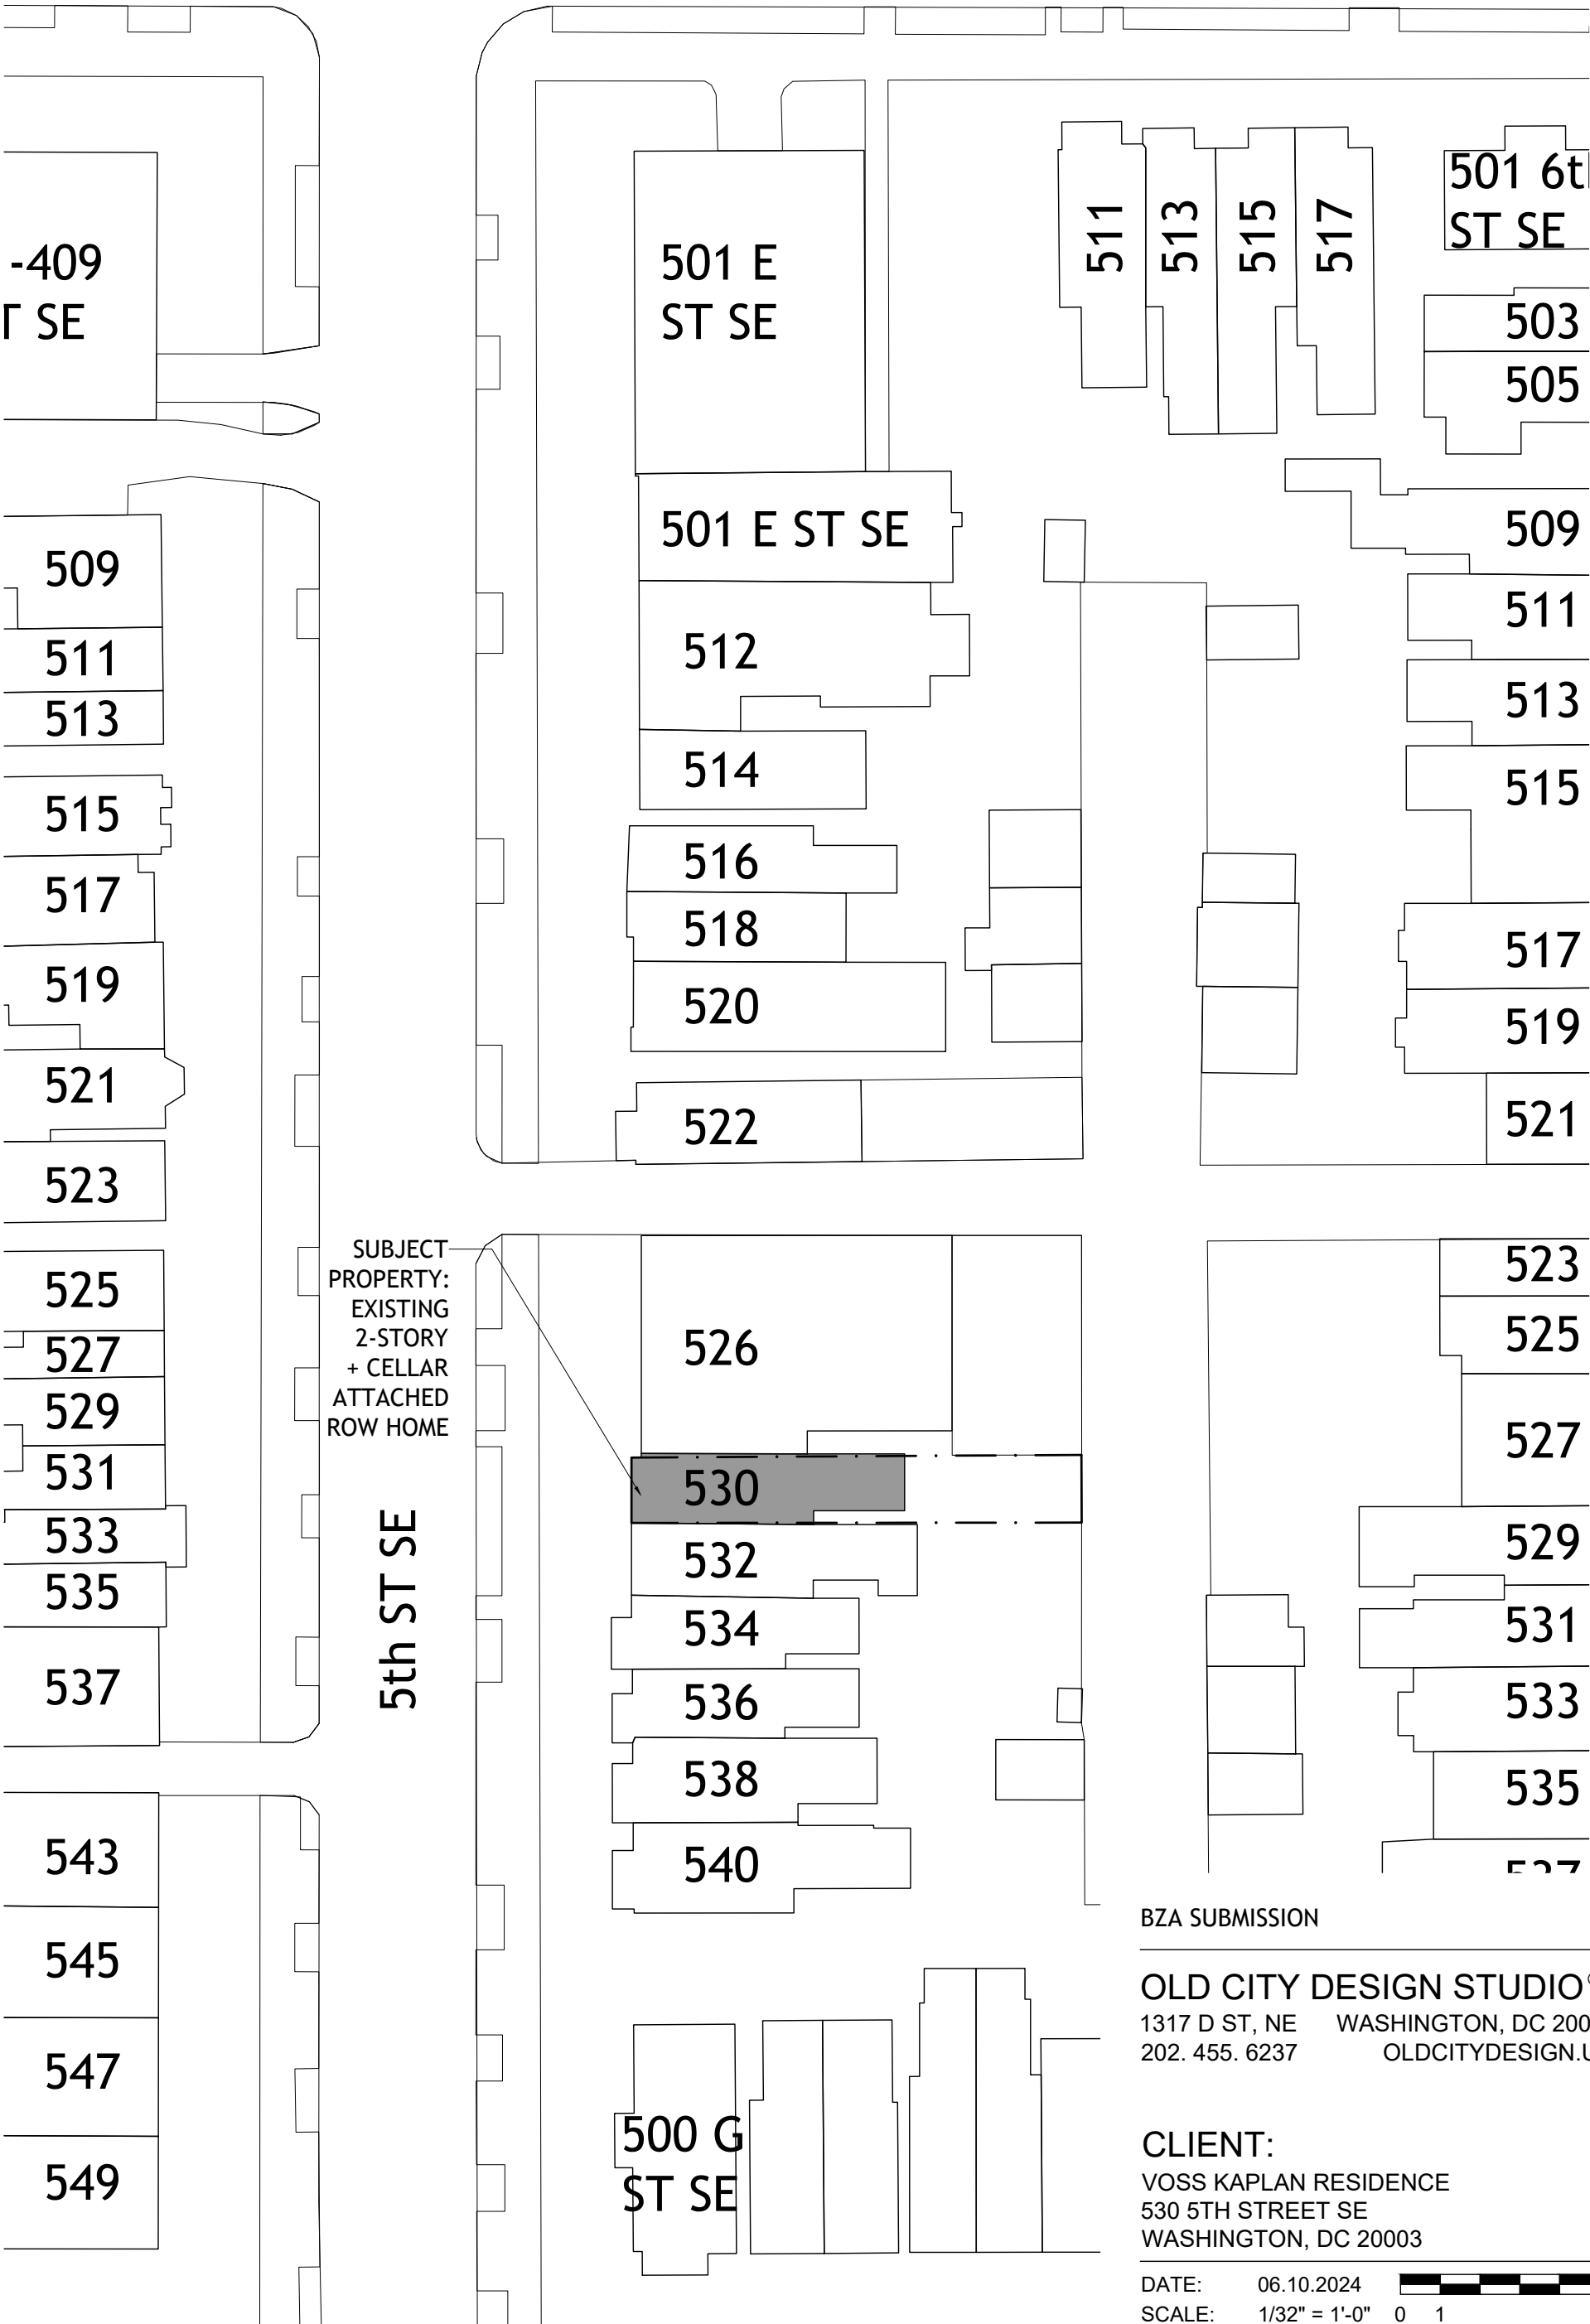 -409
T SE
501 E
ST SE
511
513
515
517
501 6t
ST SE
503
505
501 E ST SE
509
509
511
513
515
517
519
521
523
525
527
529
531
533
535
537
543
545
547
549
512
514
516
518
520
522
511
513
515
517
519
521
SUBJECT
PROPERTY:
EXISTING
2-STORY
+ CELLAR
ATTACHED
ROW HOME
5th ST SE
526
530
532
534
536
538
540
523
525
527
529
531
533
535
537
500 G
ST SE
BZA SUBMISSION
OLD CITY DESIGN STUDIO
1317 D ST, NE WASHINGTON, DC 200
202. 455. 6237 OLDCITYDESIGN.U
CLIENT:
VOSS KAPLAN RESIDENCE
530 5TH STREET SE
WASHINGTON, DC 20003
DATE: 06.10.2024
SCALE: 1/32" = 1'-0" 0 1